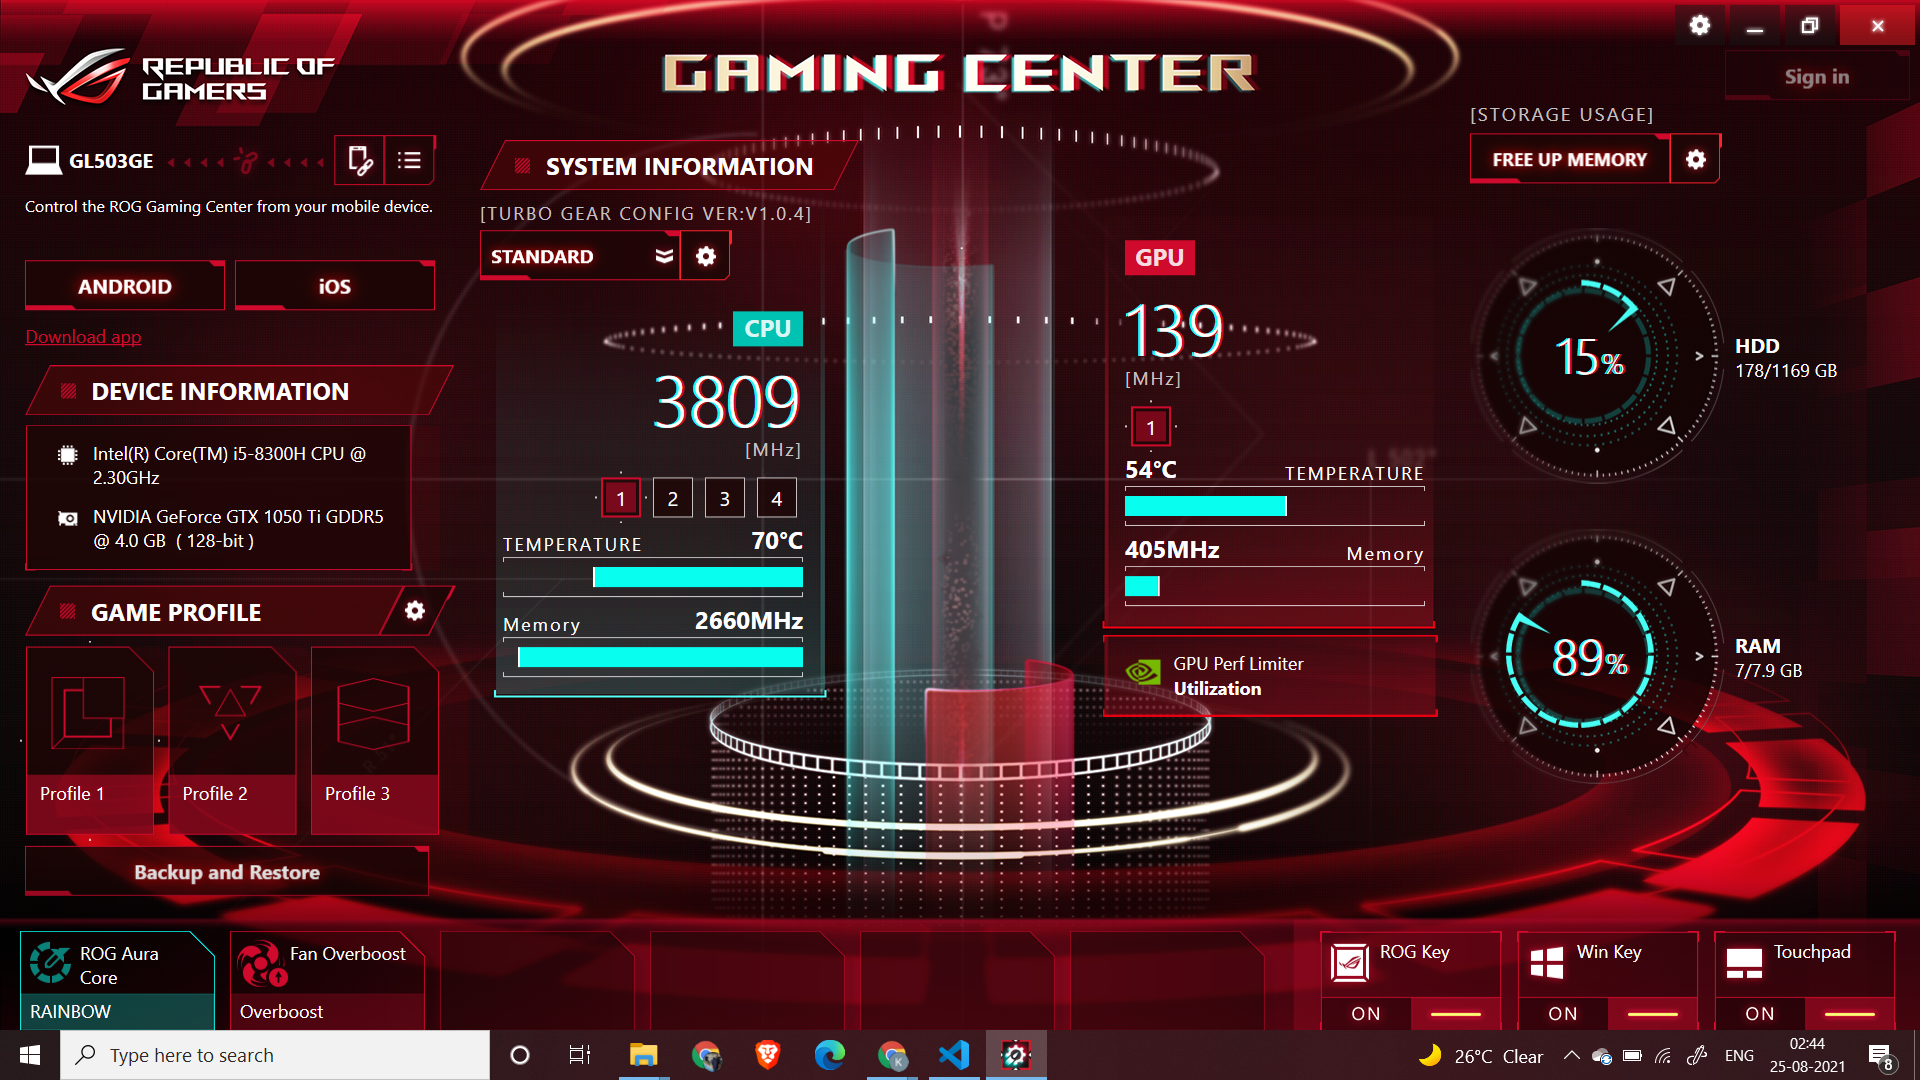 REPUBLIC OF
GAMERS
GAMING CENTER
Sign in
GL503GE
Control the ROG Gaming Center from your mobile device.
ANDROID
iOS
Download app
DEVICE INFORMATION
Intel(R) Core(TM) i5-8300H CPU @
2.30GHz
NVIDIA GeForce GTX 1050 Ti GDDR5
@ 4.0 GB ( 128-bit )
GAME PROFILE
Profile 1
Profile 2
Profile 3
Backup and Restore
SYSTEM INFORMATION
[TURBO GEAR CONFIG VER:V1.0.4]
STANDARD
CPU
3809
[MHz]
1
2
3
4
TEMPERATURE 70°C
Memory 2660MHz
GPU
139
[MHz]
1
54°C TEMPERATURE
405MHz Memory
GPU Perf Limiter
Utilization
[STORAGE USAGE]
FREE UP MEMORY
15%
HDD
178/1169 GB
89%
RAM
7/7.9 GB
ROG Aura
Core
RAINBOW
Fan Overboost
Overboost
ROG Key
ON
Win Key
ON
Touchpad
ON
Type here to search
K
26°C Clear
ENG
02:44
25-08-2021
8